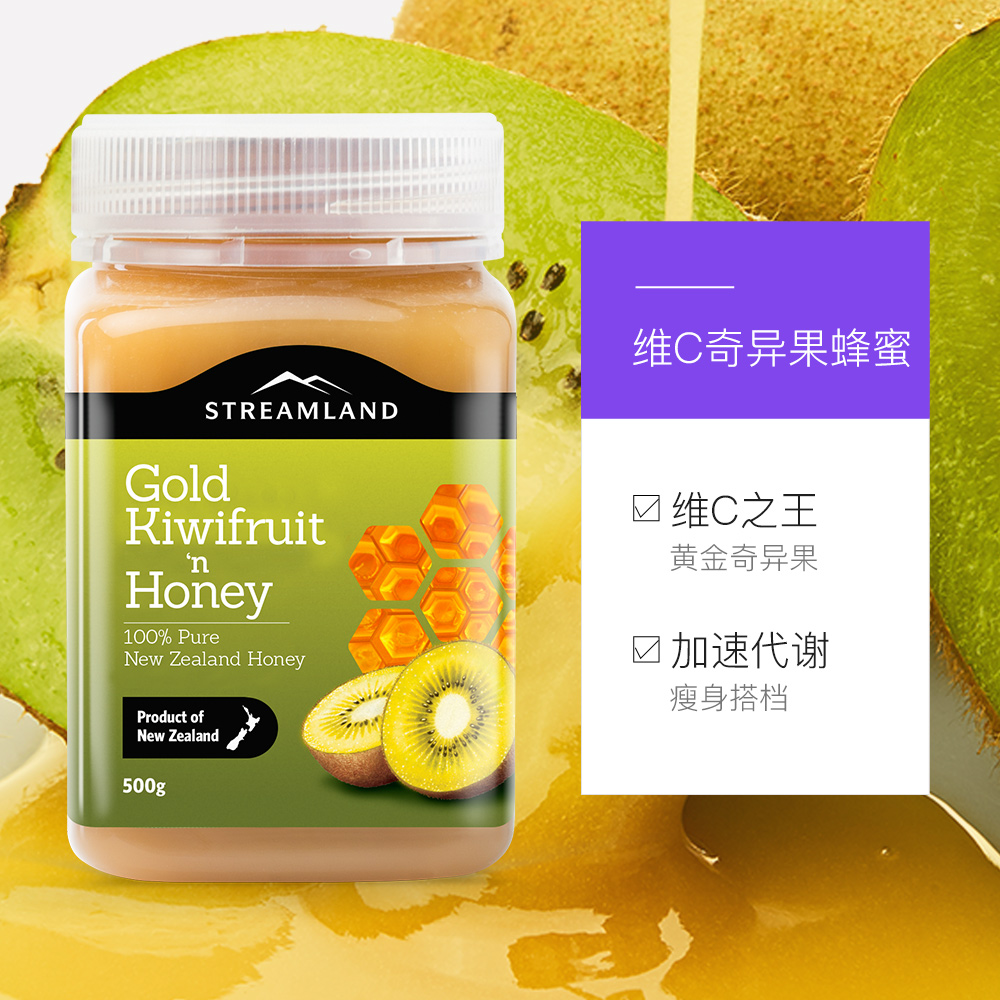 STREAMLAND
Gold
Kiwifruit
'n
Honey
100% Pure
New Zealand Honey
Product of
New Zealand
500g
维C奇异果蜂蜜
维C之王
黄金奇异果
加速代谢
瘦身搭档